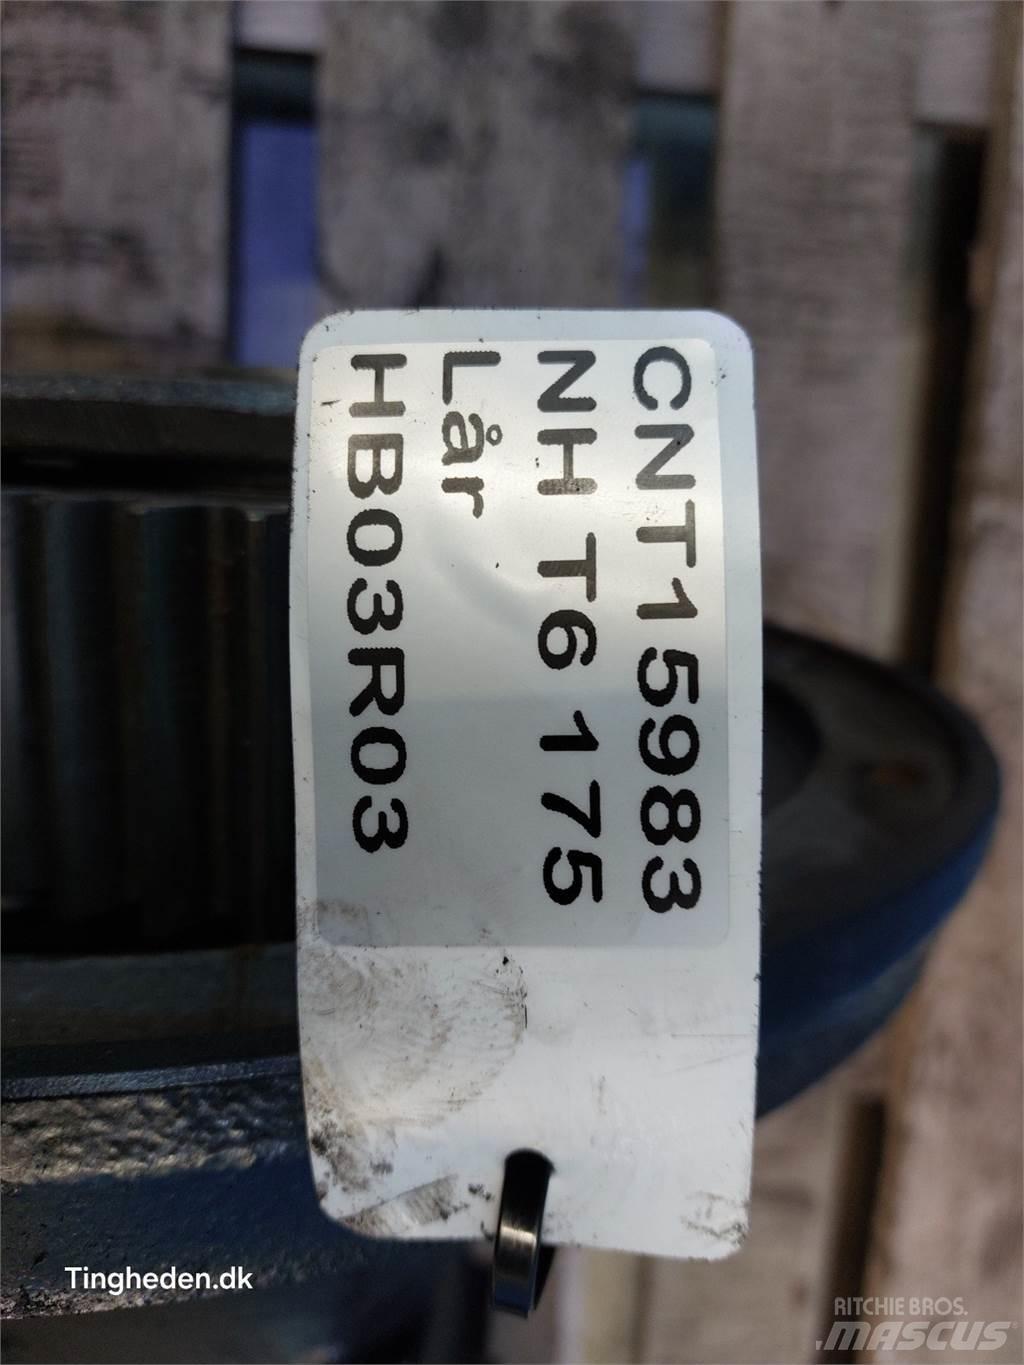 CNT15983
NH T6 175
Lår
HB03R03
Tingheden.dk
RITCHIE BROS.
MASCUS